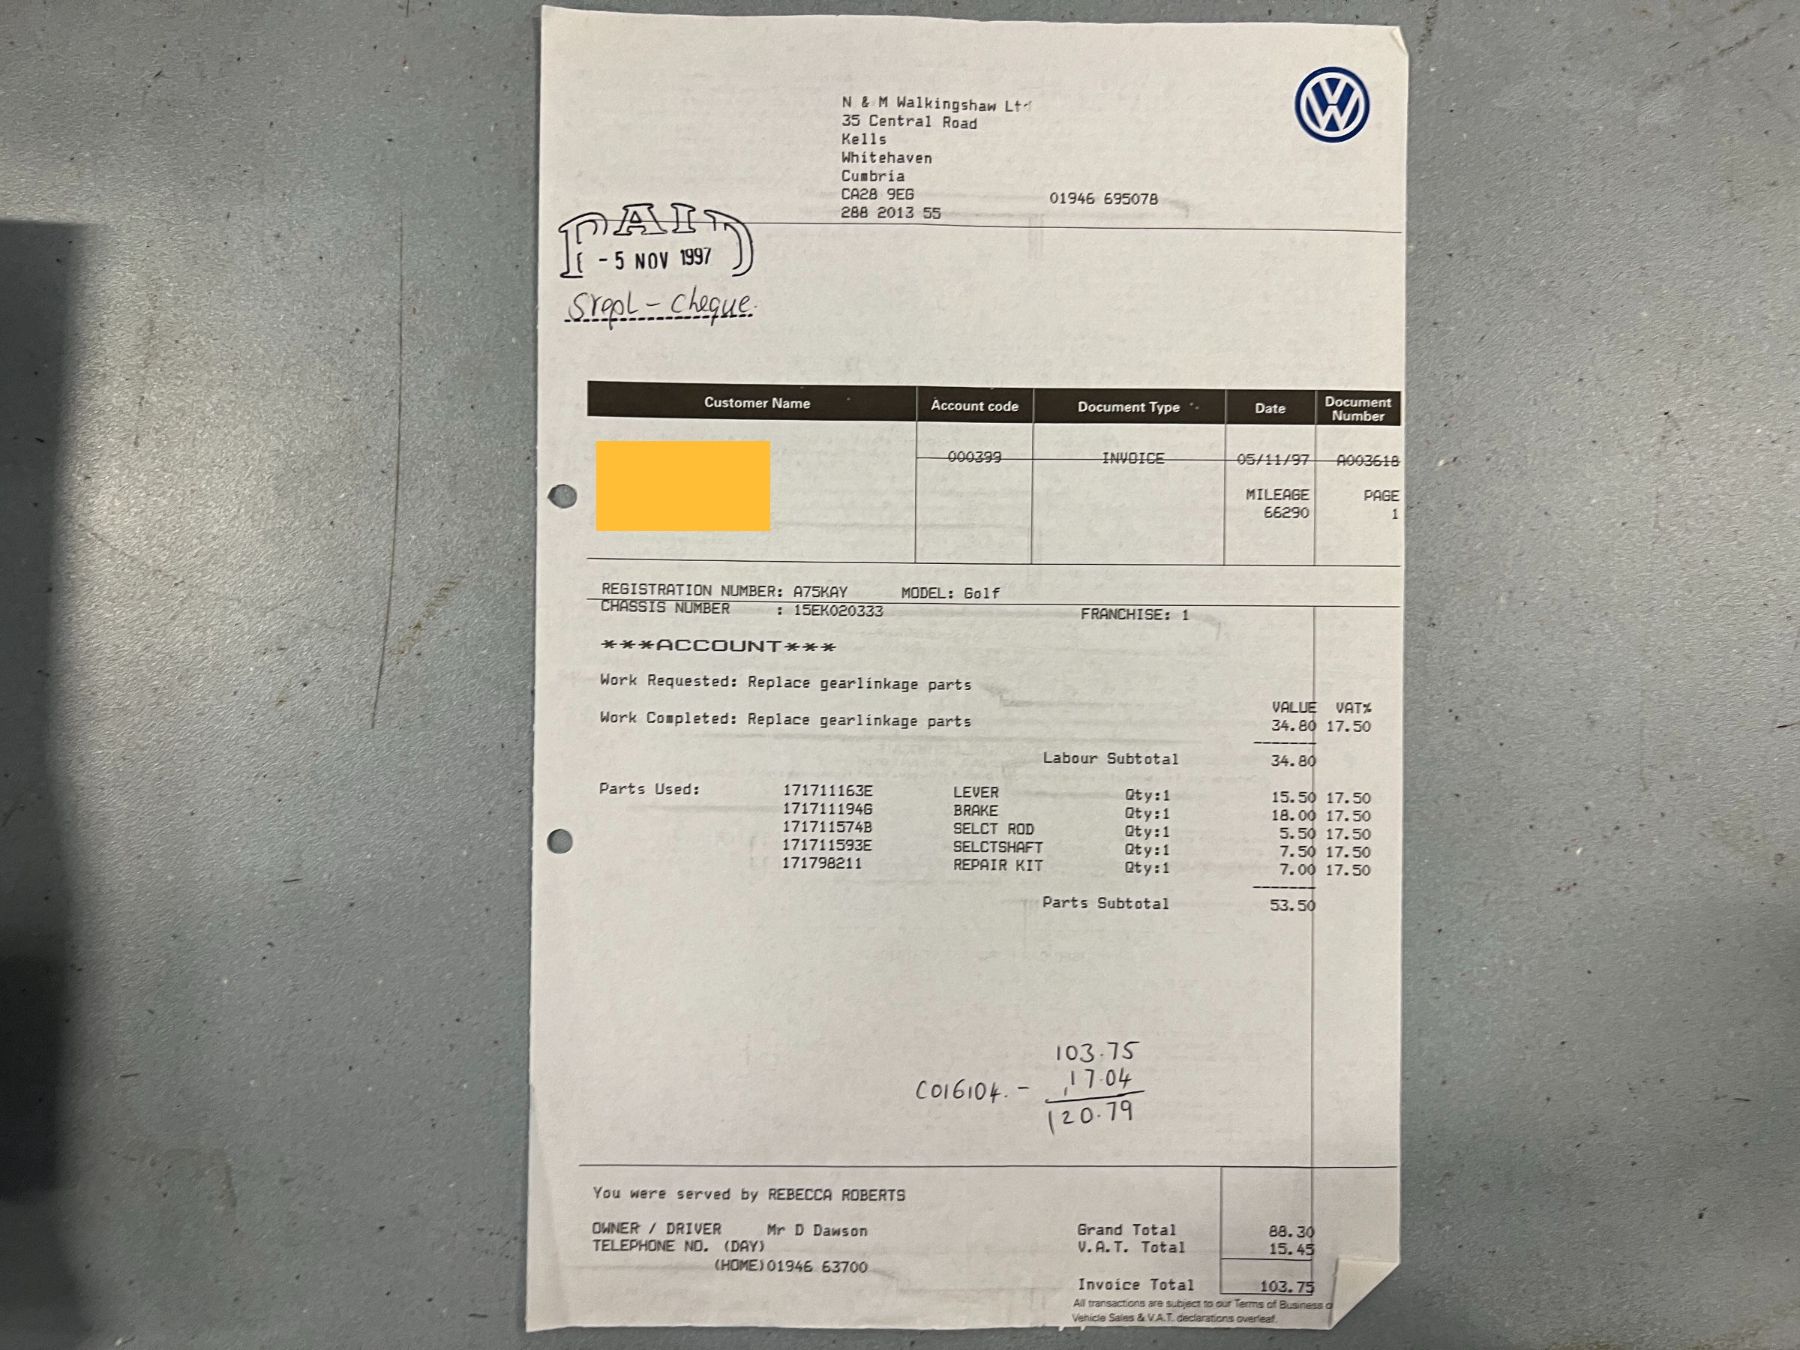 N & M Walkingshaw Ltd
35 Central Road
Kells
Whitehaven
Cumbria
CA28 9EG 01946 695078
288 2013 55
PAID
- 5 NOV 1997
cheque.
Customer Name Account code Document Type Date Document Number
000399 INVOICE 05/11/97 A003618
MILEAGE PAGE
66290 1
REGISTRATION NUMBER: A75KAY MODEL: Golf
CHASSIS NUMBER : 15EK020333 FRANCHISE: 1
***ACCOUNT***
Work Requested: Replace gearlinkage parts
VALUE VAT%
Work Completed: Replace gearlinkage parts 34.80 17.50
-------
Labour Subtotal 34.80
Parts Used: 171711163E LEVER Qty:1 15.50 17.50
171711194G BRAKE Qty:1 18.00 17.50
171711574B SELCT ROD Qty:1 5.50 17.50
171711593E SELCTSHAFT Qty:1 7.50 17.50
171798211 REPAIR KIT Qty:1 7.00 17.50
-------
Parts Subtotal 53.50
103.75
C016104. - 17.04
120.79
You were served by REBECCA ROBERTS
OWNER / DRIVER Mr D Dawson Grand Total 88.30
TELEPHONE NO. (DAY) V.A.T. Total 15.45
(HOME)01946 63700
Invoice Total 103.75
All transactions are subject to our Terms of Business
Vehicle Sales & V.A.T. declarations overleaf.